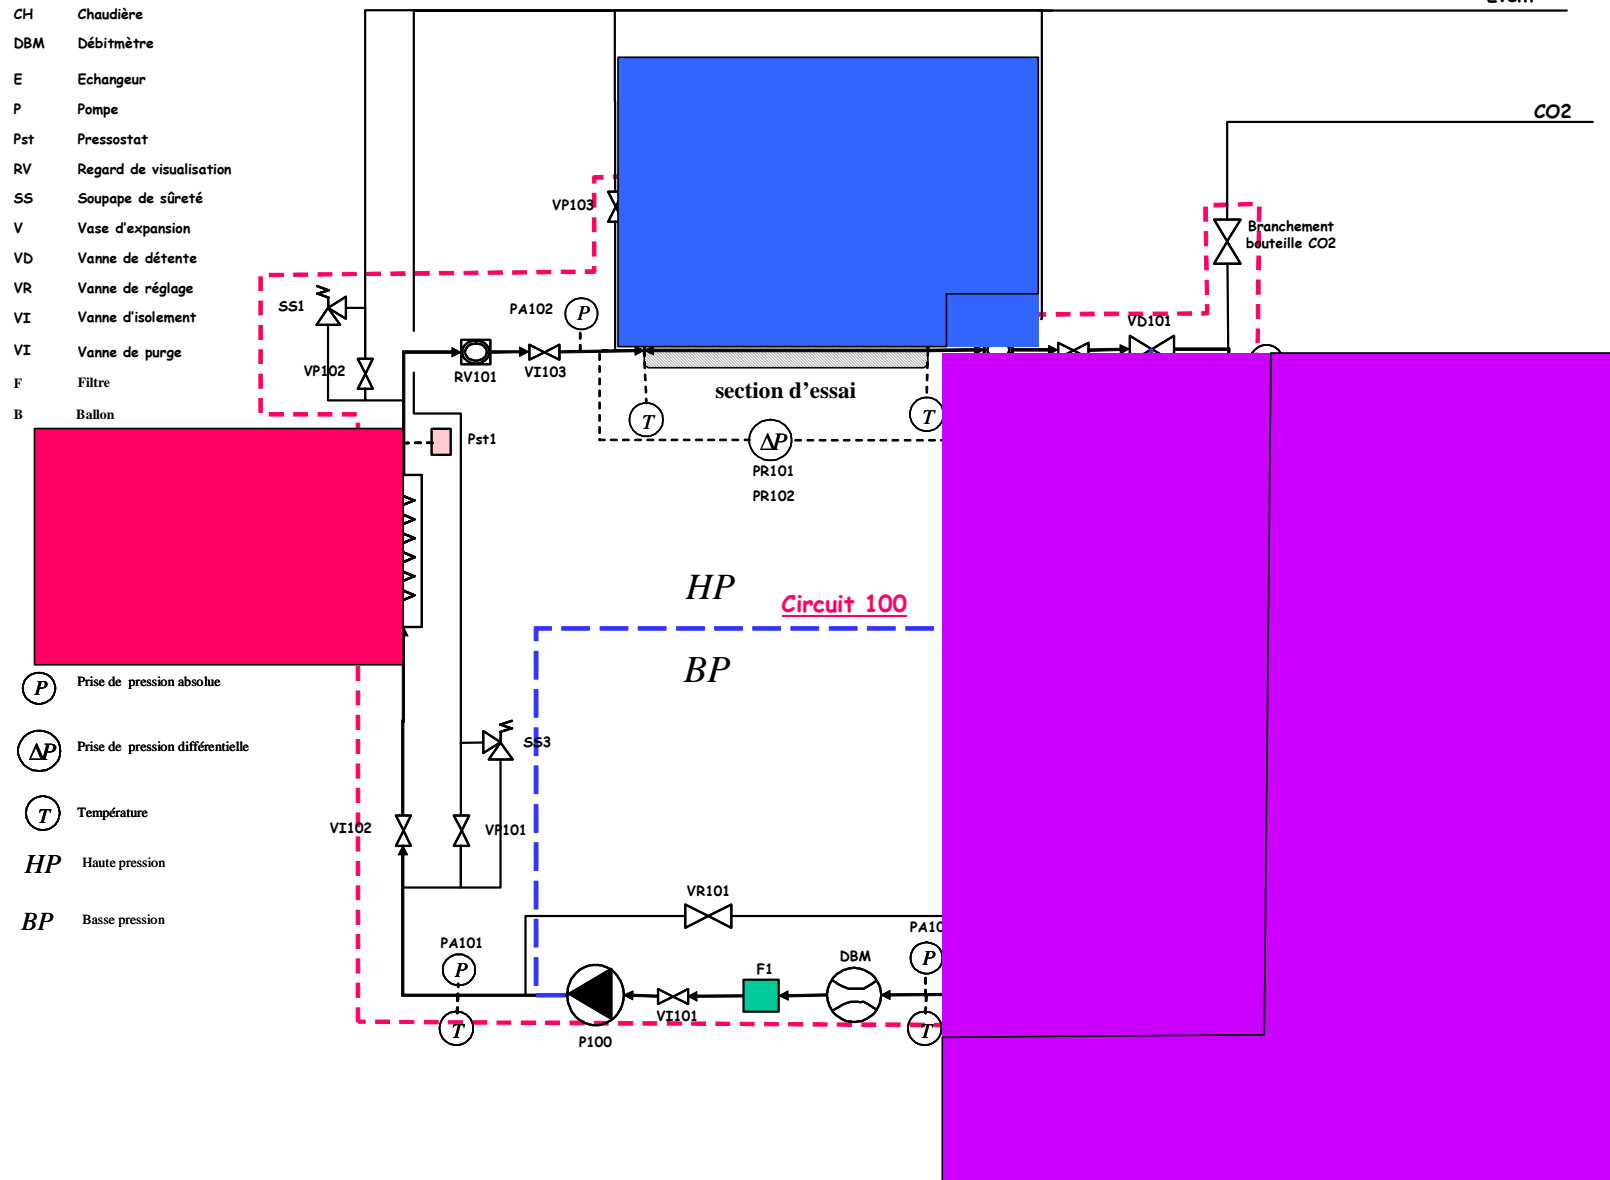 CH Chaudière
DBM Débitmètre
E Echangeur
P Pompe
Pst Pressostat
RV Regard de visualisation
SS Soupape de sûreté
V Vase d'expansion
VD Vanne de détente
VR Vanne de réglage
VI Vanne d'isolement
VI Vanne de purge
F Filtre
B Ballon
P Prise de pression absolue
ΔP Prise de pression différentielle
T Température
HP Haute pression
BP Basse pression
CO2
VP103
Branchement
bouteille CO2
SS1
PA102
P
VD101
VP102
RV101
VI103
section d'essai
T
T
Pst1
ΔP
PR101
PR102
HP
Circuit 100
BP
SS3
VI102
VP101
VR101
PA101
P
T
P100
VI101
F1
DBM
PA10
P
T